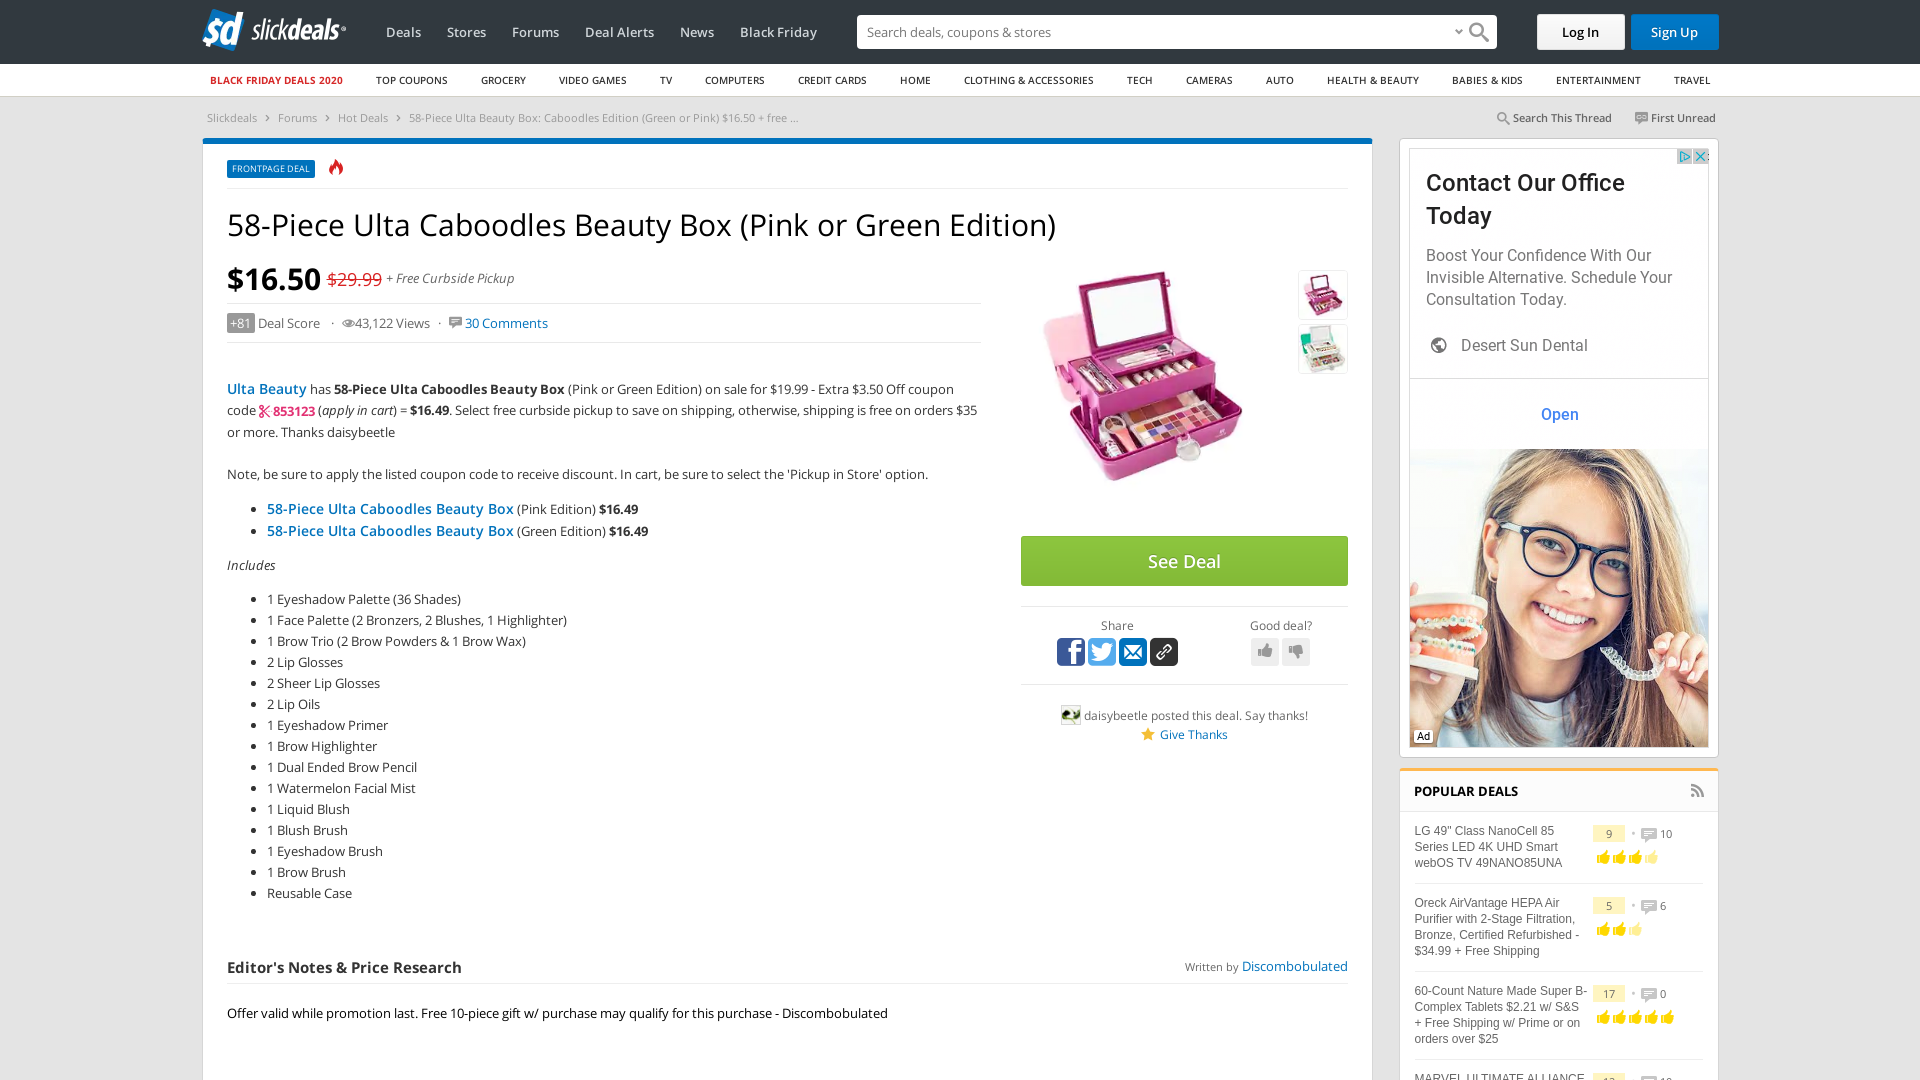 sd slickdeals
Deals Stores Forums Deal Alerts News Black Friday
Search deals, coupons & stores
Log In Sign Up
BLACK FRIDAY DEALS 2020 TOP COUPONS GROCERY VIDEO GAMES TV COMPUTERS CREDIT CARDS HOME CLOTHING & ACCESSORIES TECH CAMERAS AUTO HEALTH & BEAUTY BABIES & KIDS ENTERTAINMENT TRAVEL
Slickdeals › Forums › Hot Deals › 58-Piece Ulta Beauty Box: Caboodles Edition (Green or Pink) $16.50 + free ...
Search This Thread First Unread
FRONTPAGE DEAL
58-Piece Ulta Caboodles Beauty Box (Pink or Green Edition)
$16.50 $29.99 + Free Curbside Pickup
+81 Deal Score · 43,122 Views · 30 Comments
Ulta Beauty has 58-Piece Ulta Caboodles Beauty Box (Pink or Green Edition) on sale for $19.99 - Extra $3.50 Off coupon
code 853123 (apply in cart) = $16.49. Select free curbside pickup to save on shipping, otherwise, shipping is free on orders $35
or more. Thanks daisybeetle
Note, be sure to apply the listed coupon code to receive discount. In cart, be sure to select the 'Pickup in Store' option.
58-Piece Ulta Caboodles Beauty Box (Pink Edition) $16.49
58-Piece Ulta Caboodles Beauty Box (Green Edition) $16.49
Includes
1 Eyeshadow Palette (36 Shades)
1 Face Palette (2 Bronzers, 2 Blushes, 1 Highlighter)
1 Brow Trio (2 Brow Powders & 1 Brow Wax)
2 Lip Glosses
2 Sheer Lip Glosses
2 Lip Oils
1 Eyeshadow Primer
1 Brow Highlighter
1 Dual Ended Brow Pencil
1 Watermelon Facial Mist
1 Liquid Blush
1 Blush Brush
1 Eyeshadow Brush
1 Brow Brush
Reusable Case
See Deal
Share
Good deal?
daisybeetle posted this deal. Say thanks!
Give Thanks
Editor's Notes & Price Research
Written by Discombobulated
Offer valid while promotion last. Free 10-piece gift w/ purchase may qualify for this purchase - Discombobulated
Contact Our Office
Today
Boost Your Confidence With Our
Invisible Alternative. Schedule Your
Consultation Today.
Desert Sun Dental
Open
Ad
POPULAR DEALS
LG 49" Class NanoCell 85
Series LED 4K UHD Smart
webOS TV 49NANO85UNA
9 • 10
Oreck AirVantage HEPA Air
Purifier with 2-Stage Filtration,
Bronze, Certified Refurbished -
$34.99 + Free Shipping
5 • 6
60-Count Nature Made Super B-
Complex Tablets $2.21 w/ S&S
+ Free Shipping w/ Prime or on
orders over $25
17 • 0
MARVEL ULTIMATE ALLIANCE